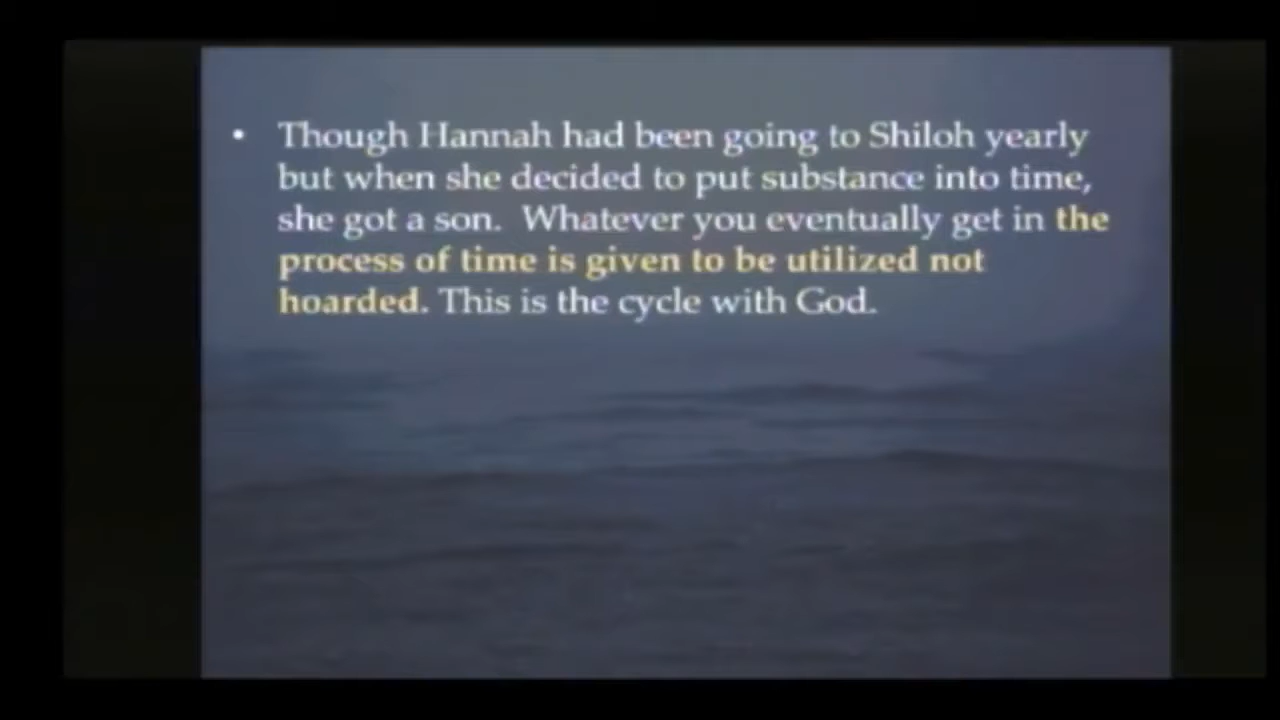 • Though Hannah had been going to Shiloh yearly
but when she decided to put substance into time,
she got a son.  Whatever you eventually get in the
process of time is given to be utilized not
hoarded. This is the cycle with God.